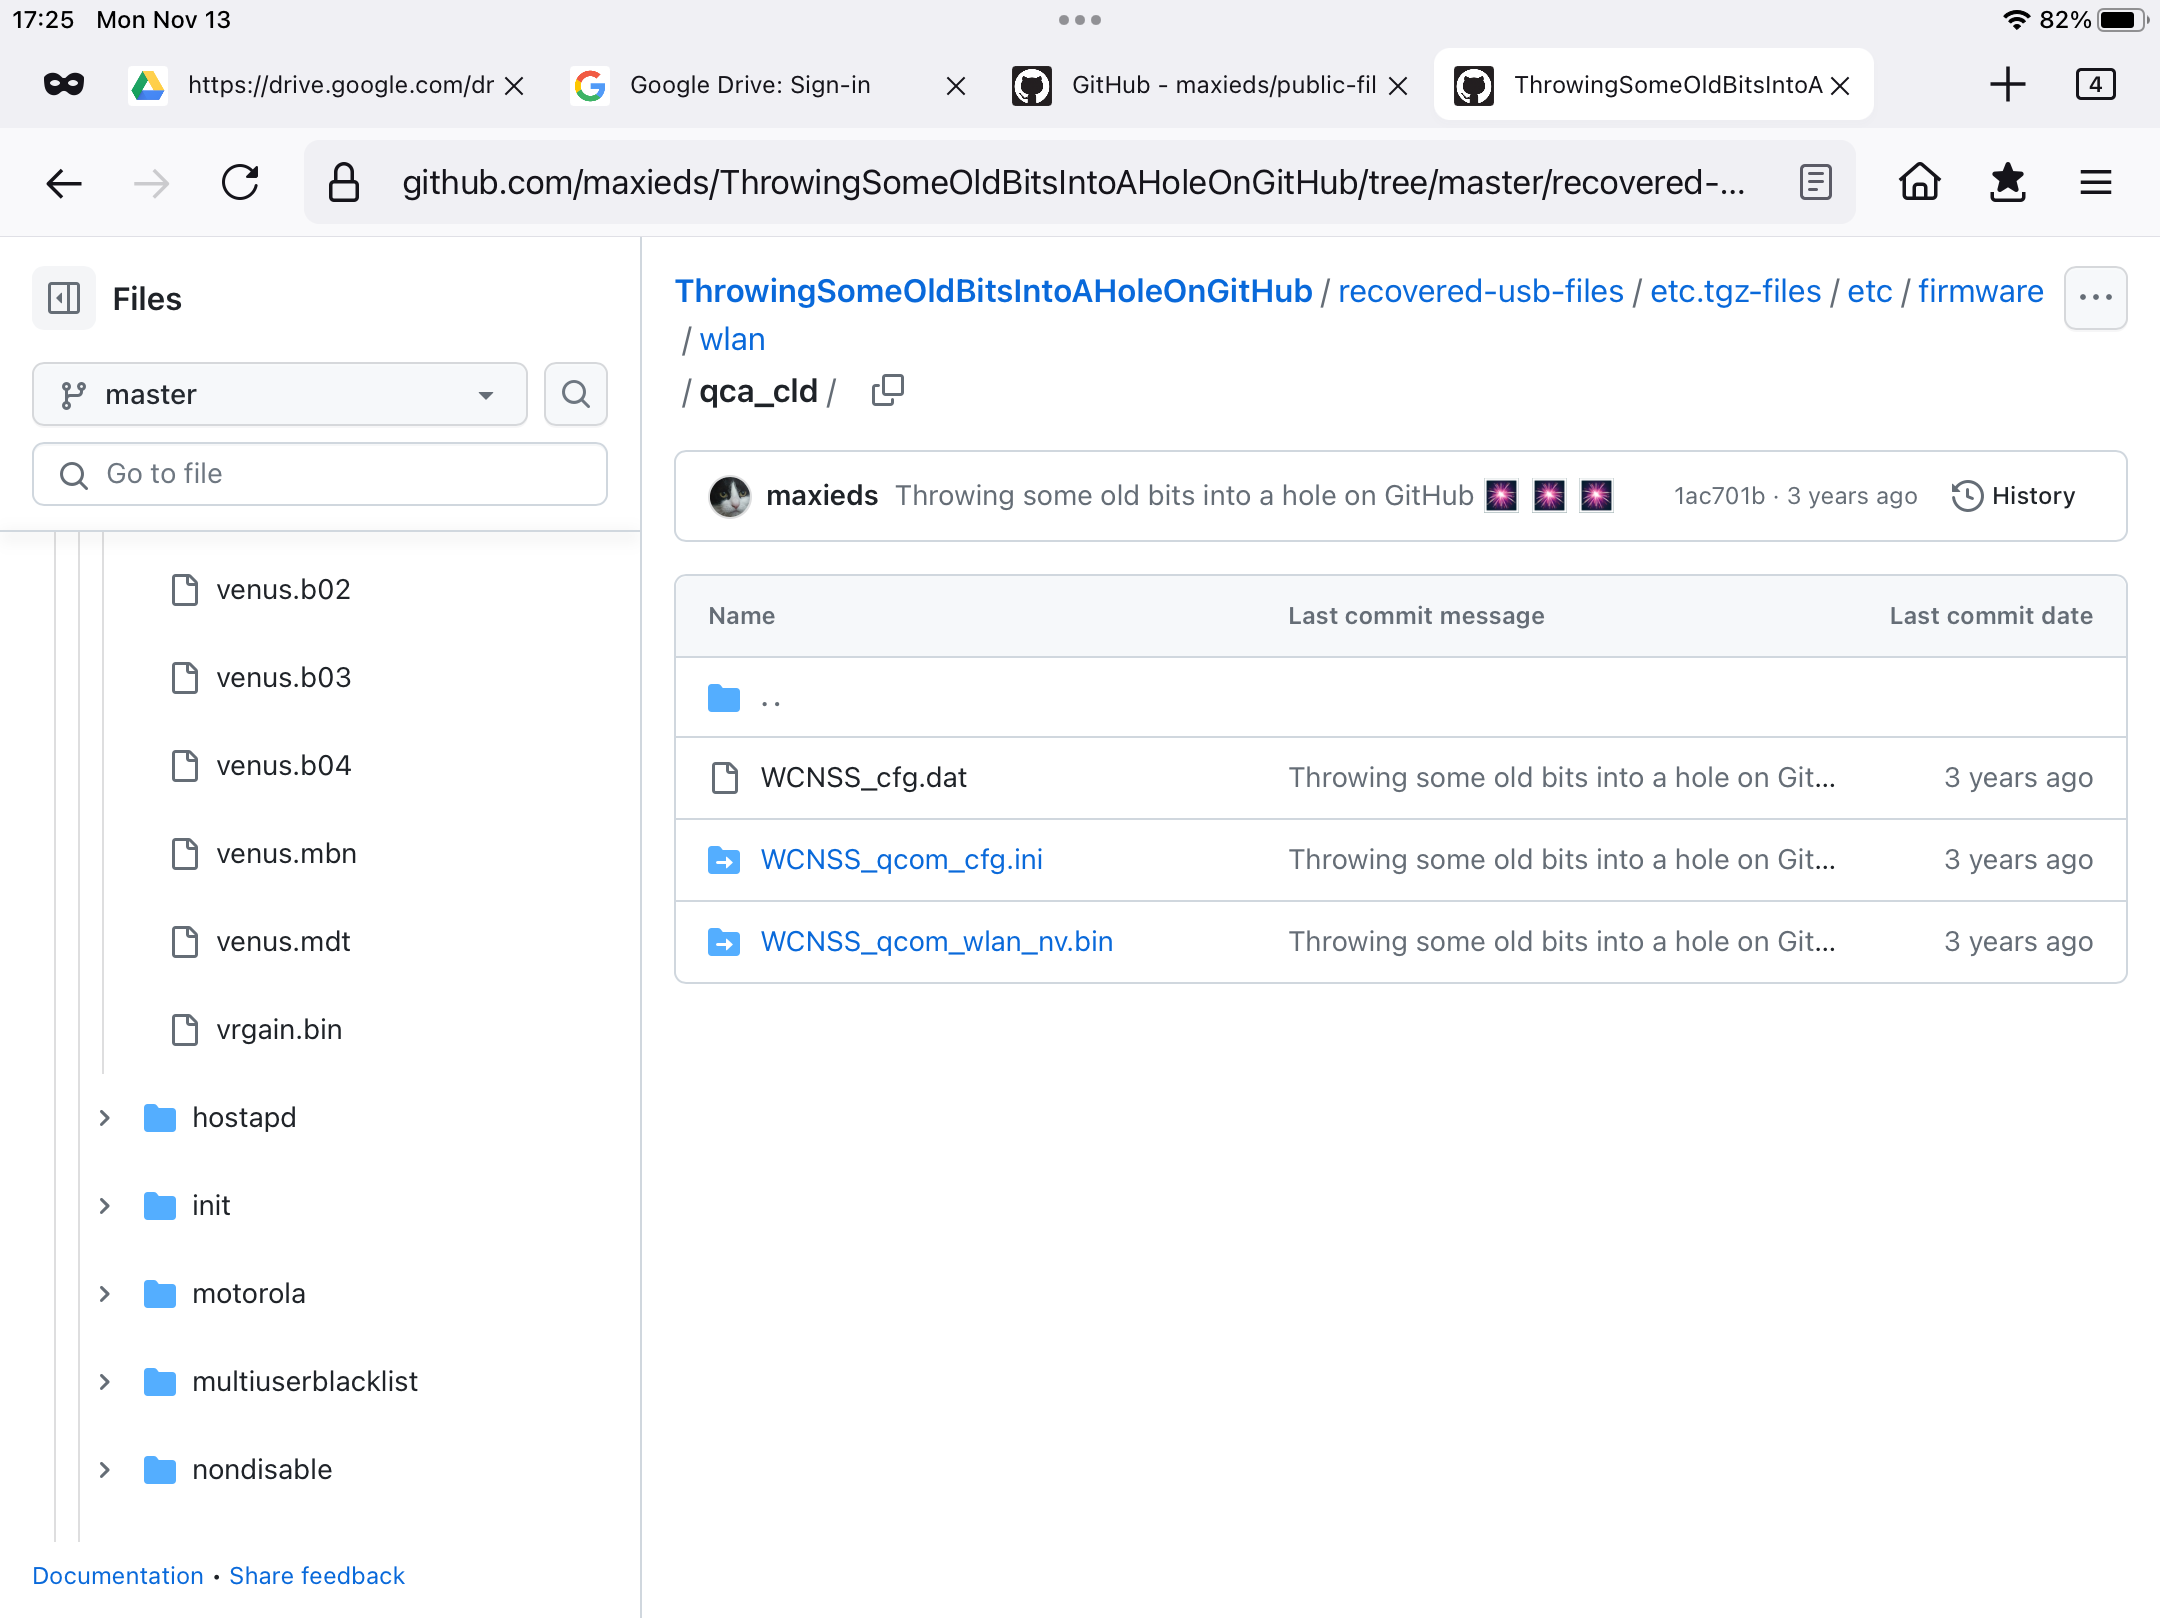 17:25 Mon Nov 13
82%
https://drive.google.com/dr
Google Drive: Sign-in
GitHub - maxieds/public-fil
ThrowingSomeOldBitsIntoA
4
github.com/maxieds/ThrowingSomeOldBitsIntoAHoleOnGitHub/tree/master/recovered-...
Files
master
Go to file
venus.b02
venus.b03
venus.b04
venus.mbn
venus.mdt
vrgain.bin
hostapd
init
motorola
multiuserblacklist
nondisable
Documentation • Share feedback
ThrowingSomeOldBitsIntoAHoleOnGitHub / recovered-usb-files / etc.tgz-files / etc / firmware
/ wlan
/ qca_cld /
maxieds Throwing some old bits into a hole on GitHub 1ac701b · 3 years ago History
Name Last commit message Last commit date
..
WCNSS_cfg.dat Throwing some old bits into a hole on Git... 3 years ago
WCNSS_qcom_cfg.ini Throwing some old bits into a hole on Git... 3 years ago
WCNSS_qcom_wlan_nv.bin Throwing some old bits into a hole on Git... 3 years ago